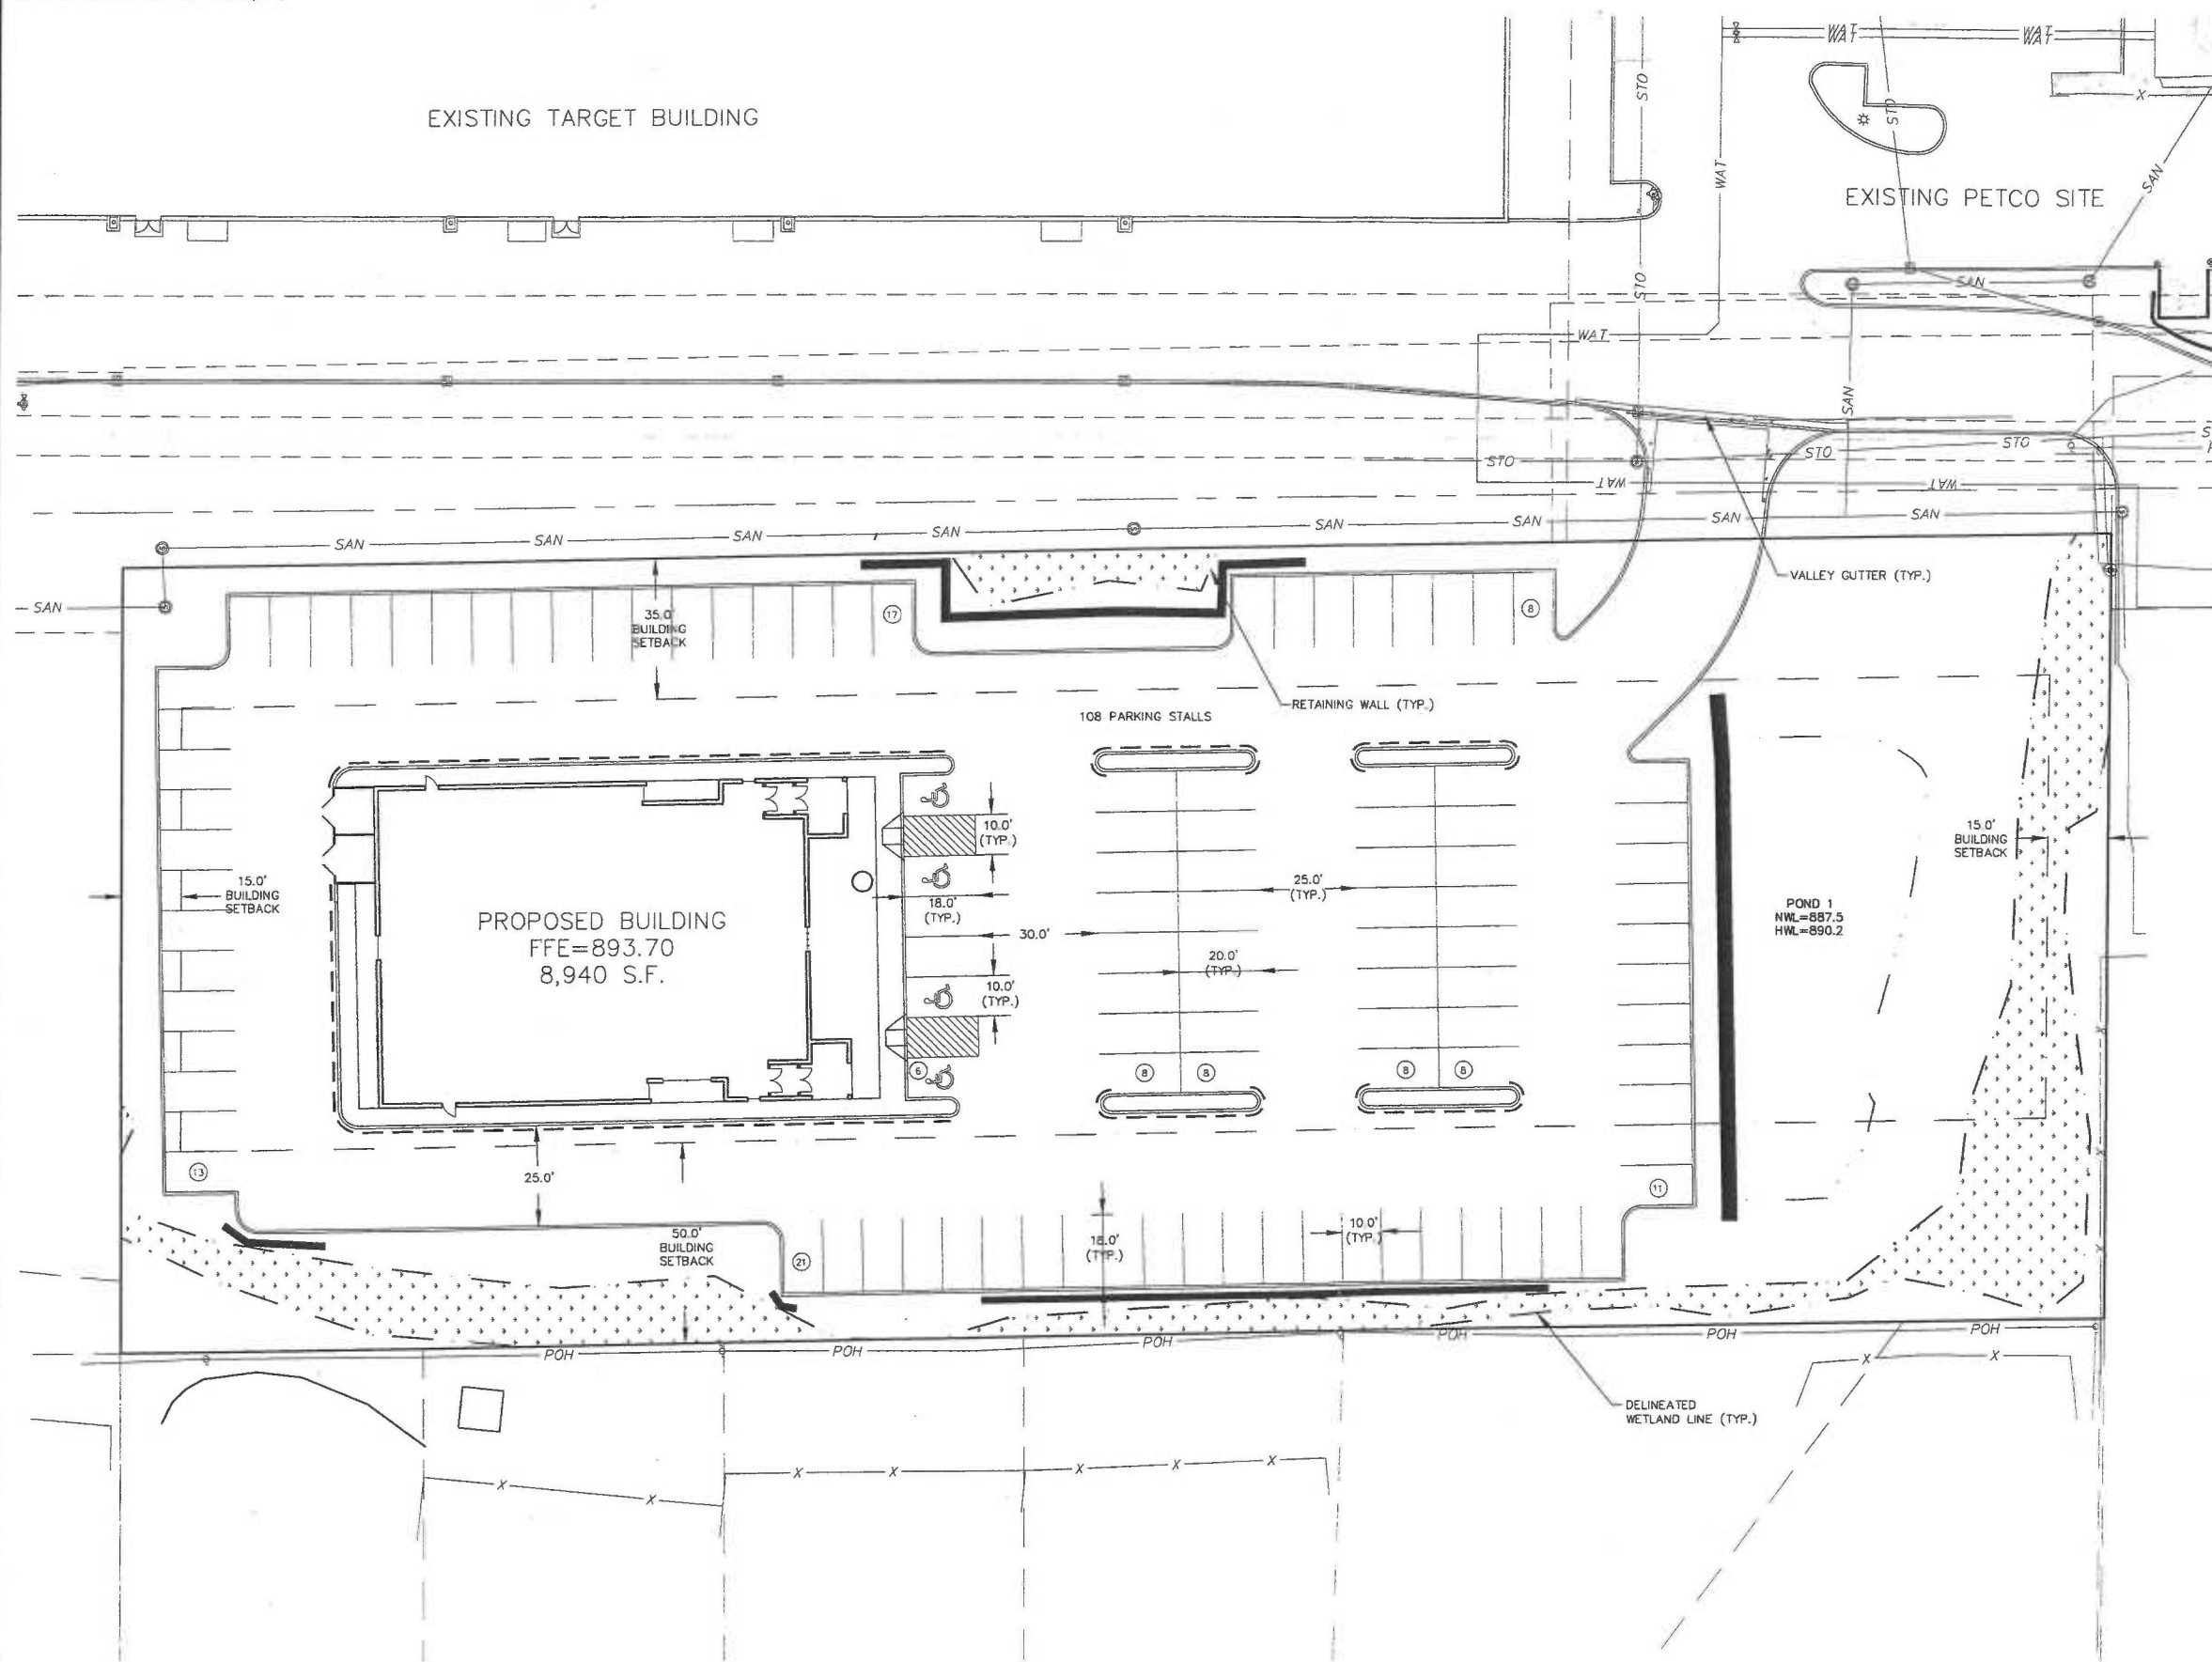 EXISTING TARGET BUILDING
WAT
WAT
STO
STO
WAT
SAN
EXISTING PETCO SITE
STO
SAN
WAT
SAN
STO
STO
STO
WAT
WAT
SAN
SAN
SAN
SAN
SAN
SAN
SAN
SAN
SAN
VALLEY GUTTER (TYP.)
17
8
35.0'
BUILDING
SETBACK
RETAINING WALL (TYP.)
108 PARKING STALLS
10.0'
(TYP.)
15.0'
BUILDING
SETBACK
15.0'
BUILDING
SETBACK
25.0'
(TYP.)
18.0'
(TYP.)
POND 1
NWL=887.5
HWL=890.2
PROPOSED BUILDING
FFE=893.70
8,940 S.F.
30.0'
20.0'
(TYP.)
10.0'
(TYP.)
6
8
8
8
8
13
25.0'
11
50.0'
BUILDING
SETBACK
21
18.0'
(TYP.)
10.0'
(TYP.)
POH
POH
POH
POH
POH
POH
DELINEATED
WETLAND LINE (TYP.)
X
X
X
X
X
X
X
X
X
X